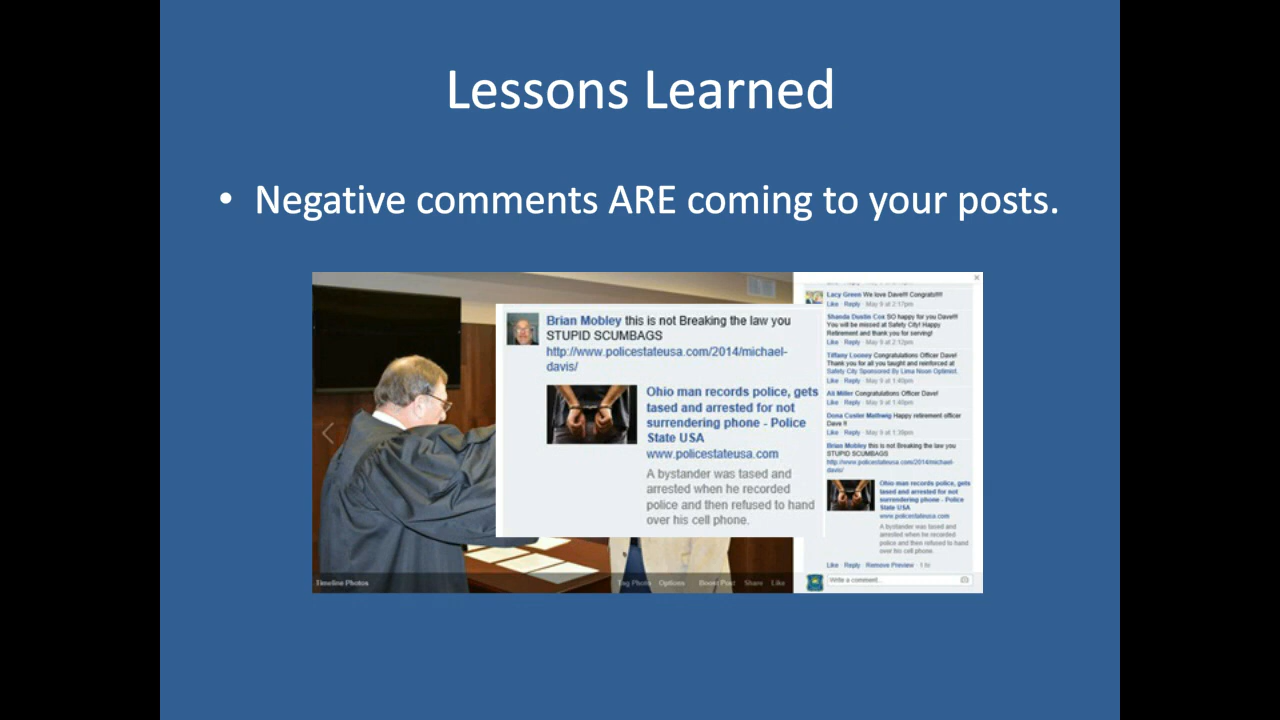 Lessons Learned
• Negative comments ARE coming to your posts.
Brian Mobley this is not Breaking the law you
STUPID SCUMBAGS
http://www.policestateusa.com/2014/michael-
davis/
Ohio man records police, gets
tased and arrested for not
surrendering phone - Police
State USA
www.policestateusa.com
A bystander was tased and
arrested when he recorded
police and then refused to hand
over his cell phone.
Timeline Photos
Tag Photo Options Boost Post Share Like
Lacy Green We love Dave!!! Congrats!!!!
Like · Reply · May 9 at 2:17pm
Shanda Dustin Cox SO happy for you Dave!!!!
You will be missed at Safety City! Happy
Retirement and thank you for serving!
Like · Reply · May 9 at 2:12pm
Tiffany Looney Congratulations Officer Dave!
Thank you for all you taught and reinforced at
Safety City Sponsored By Lima Noon Optimist.
Like · Reply · May 9 at 1:40pm
Ali Miller Congratulations Officer Dave!
Like · Reply · May 9 at 1:40pm
Dona Custer Mathwig Happy retirement officer
Dave !!
Like · Reply · May 9 at 1:39pm
Brian Mobley this is not Breaking the law you
STUPID SCUMBAGS
http://www.policestateusa.com/2014/michael-
davis/
Ohio man records police, gets
tased and arrested for not
surrendering phone - Police
State USA
www.policestateusa.com
A bystander was tased and
arrested when he recorded
police and then refused to hand
over his cell phone.
Like · Reply · Remove Preview · 1 hr
Write a comment...